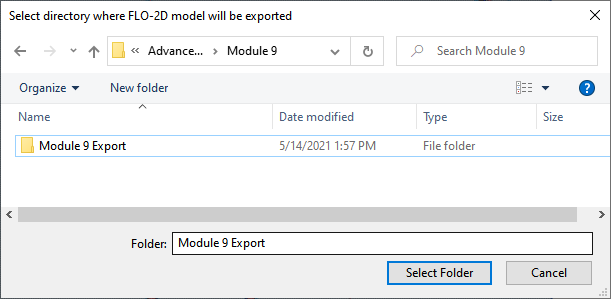 Select directory where FLO-2D model will be exported
« Advance... › Module 9
Search Module 9
Organize
New folder
?
Name Date modified Type Size
Module 9 Export 5/14/2021 1:57 PM File folder
Folder: Module 9 Export
Select Folder Cancel